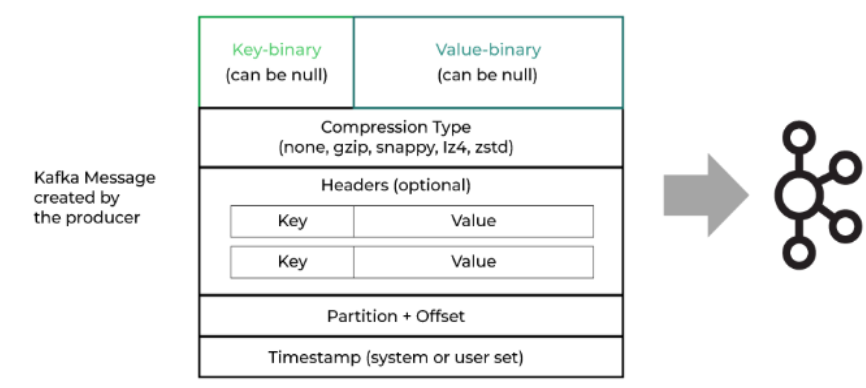 Key-binary
(can be null)
Value-binary
(can be null)
Compression Type
(none, gzip, snappy, lz4, zstd)
Kafka Message
created by
the producer
Headers (optional)
Key
Value
Key
Value
Partition + Offset
Timestamp (system or user set)